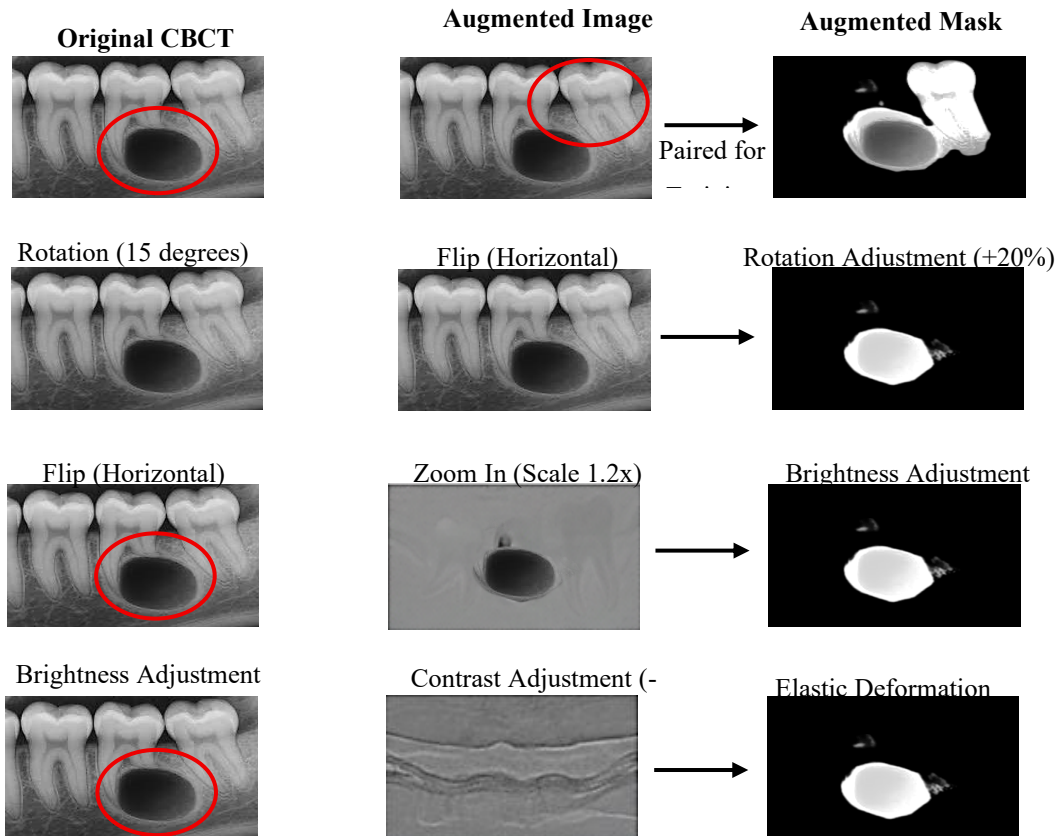 Original CBCT
Augmented Image
Augmented Mask
Paired for
Rotation (15 degrees)
Flip (Horizontal)
Rotation Adjustment (+20%)
Flip (Horizontal)
Zoom In (Scale 1.2x)
Brightness Adjustment
Brightness Adjustment
Contrast Adjustment (-
Elastic Deformation